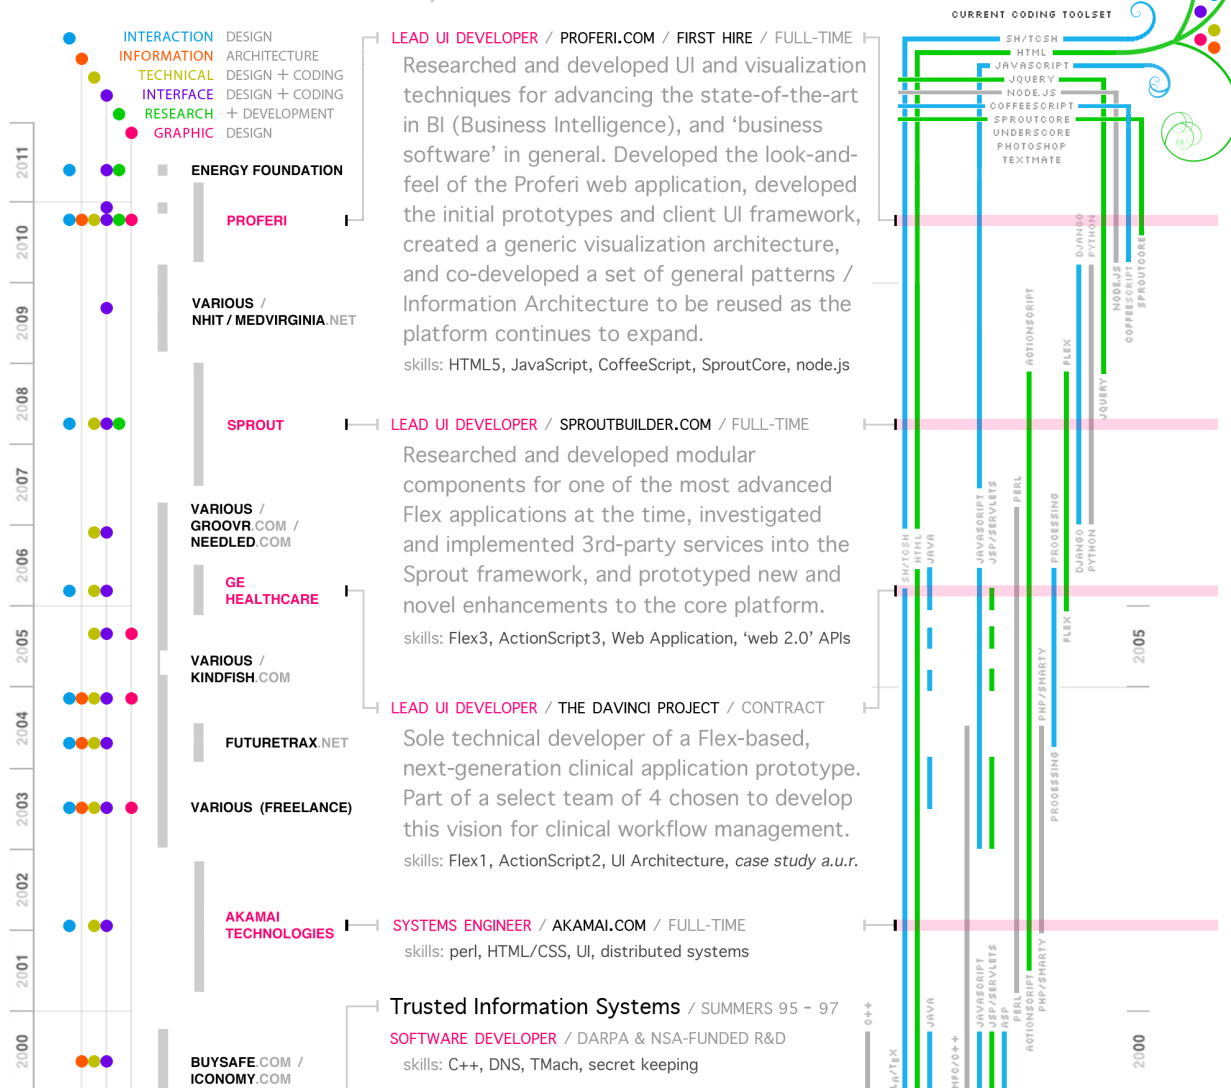 INTERACTION DESIGN
INFORMATION ARCHITECTURE
TECHNICAL DESIGN + CODING
INTERFACE DESIGN + CODING
RESEARCH + DEVELOPMENT
GRAPHIC DESIGN
2011
2010
2009
2008
2007
2006
2005
2004
2003
2002
2001
2000
ENERGY FOUNDATION
PROFERI
VARIOUS /
NHIT / MEDVIRGINIA.NET
SPROUT
VARIOUS /
GROOVR.COM /
NEEDLED.COM
GE
HEALTHCARE
VARIOUS /
KINDFISH.COM
FUTURETRAX.NET
VARIOUS (FREELANCE)
AKAMAI
TECHNOLOGIES
BUYSAFE.COM /
ICONOMY.COM
LEAD UI DEVELOPER / PROFERI.COM / FIRST HIRE / FULL-TIME
Researched and developed UI and visualization
techniques for advancing the state-of-the-art
in BI (Business Intelligence), and ‘business
software’ in general. Developed the look-and-
feel of the Proferi web application, developed
the initial prototypes and client UI framework,
created a generic visualization architecture,
and co-developed a set of general patterns /
Information Architecture to be reused as the
platform continues to expand.
skills: HTML5, JavaScript, CoffeeScript, SproutCore, node.js
LEAD UI DEVELOPER / SPROUTBUILDER.COM / FULL-TIME
Researched and developed modular
components for one of the most advanced
Flex applications at the time, investigated
and implemented 3rd-party services into the
Sprout framework, and prototyped new and
novel enhancements to the core platform.
skills: Flex3, ActionScript3, Web Application, ‘web 2.0’ APIs
LEAD UI DEVELOPER / THE DAVINCI PROJECT / CONTRACT
Sole technical developer of a Flex-based,
next-generation clinical application prototype.
Part of a select team of 4 chosen to develop
this vision for clinical workflow management.
skills: Flex1, ActionScript2, UI Architecture, case study a.u.r.
SYSTEMS ENGINEER / AKAMAI.COM / FULL-TIME
skills: perl, HTML/CSS, UI, distributed systems
Trusted Information Systems / SUMMERS 95 – 97
SOFTWARE DEVELOPER / DARPA & NSA-FUNDED R&D
skills: C++, DNS, TMach, secret keeping
CURRENT CODING TOOLSET
SH/TCSH
HTML
JAVASCRIPT
JQUERY
NODE.JS
COFFEESCRIPT
SPROUTCORE
UNDERSCORE
PHOTOSHOP
TEXTMATE
DJANGO
PYTHON
NODE.JS
COFFEESCRIPT
SPROUTCORE
ACTIONSCRIPT
FLEX
JQUERY
SH/TCSH
HTML
JAVA
JAVASCRIPT
JSP/SERVLETS
PERL
PROCESSING
DJANGO
PYTHON
FLEX
2005
PHP/SMARTY
PROCESSING
C++
JAVA
MFC/C++
JAVASCRIPT
JSP/SERVLETS
ASP
PERL
ACTIONSCRIPT
PHP/SMARTY
2000